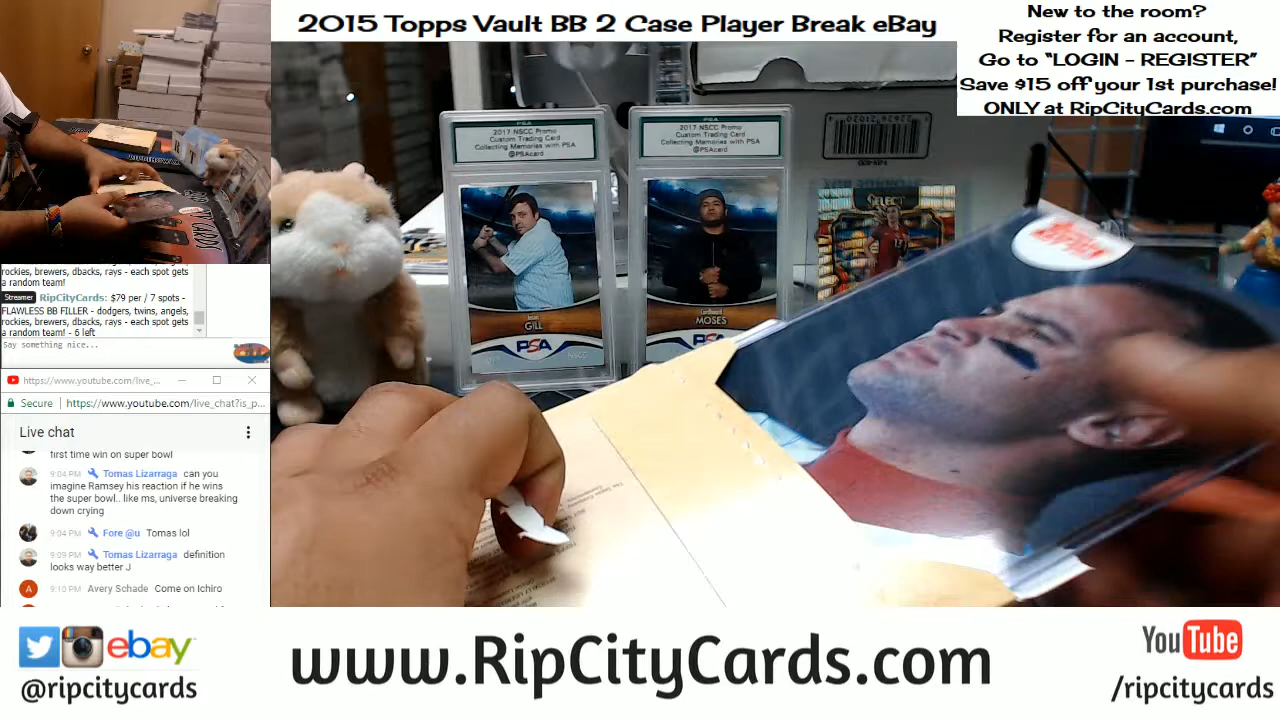 2015 Topps Vault BB 2 Case Player Break eBay
New to the room?
Register for an account,
Go to "LOGIN - REGISTER"
Save $15 off your 1st purchase!
ONLY at RipCityCards.com
PSA
2017 NSCC Promo
Custom Trading Card
Collecting Memories with PSA
@PSAcard
GILL
PSA
NSCC
PSA
2017 NSCC Promo
Custom Trading Card
Collecting Memories with PSA
@PSAcard
Cardboard
MOSES
PSA
SELECT
13
topps
rockies, brewers, dbacks, rays - each spot gets
a random team!
Streamer RipCityCards: $79 per / 7 spots -
FLAWLESS BB FILLER - dodgers, twins, angels,
rockies, brewers, dbacks, rays - each spot gets
a random team! - 6 left
Say something nice...
https://www.youtube.com/live_...
Secure https://www.youtube.com/live_chat?is_p...
Live chat
first time win on super bowl
9:04 PM Tomas Lizarraga can you
imagine Ramsey his reaction if he wins
the super bowl.. like ms, universe breaking
down crying
9:04 PM Fore @u Tomas lol
9:09 PM Tomas Lizarraga definition
looks way better J
A 9:10 PM Avery Schade Come on Ichiro
ebay
@ripcitycards
www.RipCityCards.com
YouTube
/ripcitycards